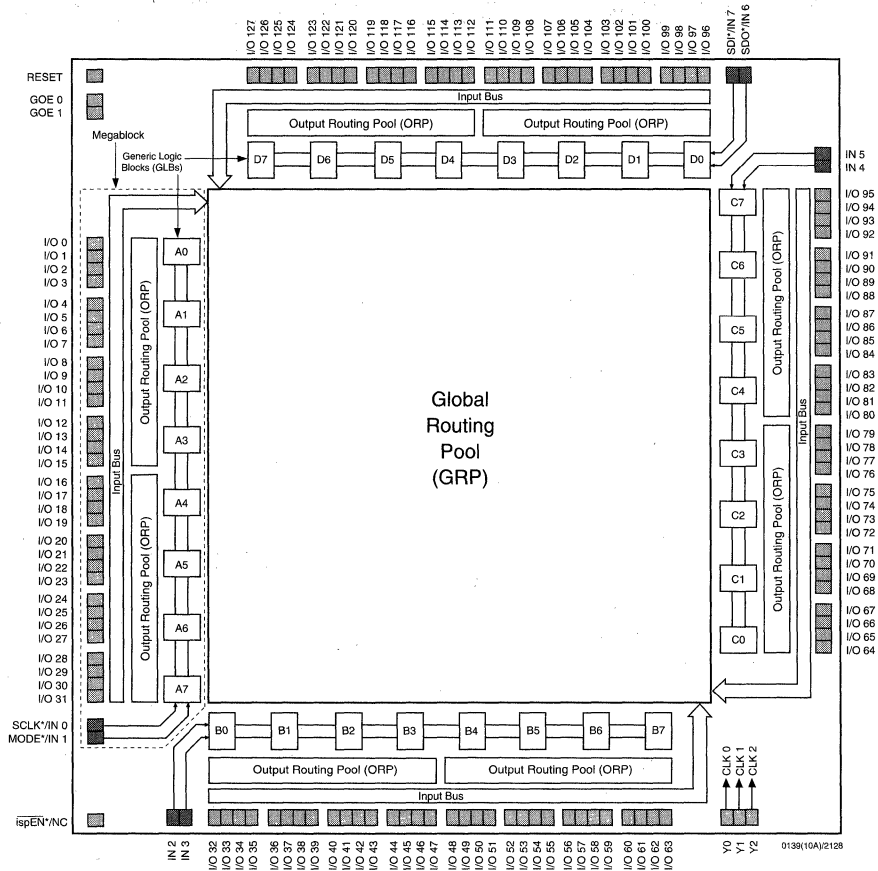 I/O 127
I/O 126
I/O 125
I/O 124
I/O 123
I/O 122
I/O 121
I/O 120
I/O 119
I/O 118
I/O 117
I/O 116
I/O 115
I/O 114
I/O 113
I/O 112
I/O 111
I/O 110
I/O 109
I/O 108
I/O 107
I/O 106
I/O 105
I/O 104
I/O 103
I/O 102
I/O 101
I/O 100
I/O 99
I/O 98
I/O 97
I/O 96
SDI*/IN 7
SDO*/IN 6
RESET
GOE 0
GOE 1
Input Bus
Output Routing Pool (ORP)
Output Routing Pool (ORP)
Megablock
Generic Logic
Blocks (GLBs)
D7
D6
D5
D4
D3
D2
D1
D0
IN 5
IN 4
I/O 0
I/O 1
I/O 2
I/O 3
I/O 4
I/O 5
I/O 6
I/O 7
I/O 8
I/O 9
I/O 10
I/O 11
I/O 12
I/O 13
I/O 14
I/O 15
I/O 16
I/O 17
I/O 18
I/O 19
I/O 20
I/O 21
I/O 22
I/O 23
I/O 24
I/O 25
I/O 26
I/O 27
I/O 28
I/O 29
I/O 30
I/O 31
Input Bus
Output Routing Pool (ORP)
Output Routing Pool (ORP)
A0
A1
A2
A3
A4
A5
A6
A7
Global
Routing
Pool
(GRP)
C7
C6
C5
C4
C3
C2
C1
C0
Output Routing Pool (ORP)
Output Routing Pool (ORP)
Input Bus
I/O 95
I/O 94
I/O 93
I/O 92
I/O 91
I/O 90
I/O 89
I/O 88
I/O 87
I/O 86
I/O 85
I/O 84
I/O 83
I/O 82
I/O 81
I/O 80
I/O 79
I/O 78
I/O 77
I/O 76
I/O 75
I/O 74
I/O 73
I/O 72
I/O 71
I/O 70
I/O 69
I/O 68
I/O 67
I/O 66
I/O 65
I/O 64
SCLK*/IN 0
MODE*/IN 1
B0
B1
B2
B3
B4
B5
B6
B7
Output Routing Pool (ORP)
Output Routing Pool (ORP)
Input Bus
CLK 0
CLK 1
CLK 2
ispEN*/NC
IN 2
IN 3
I/O 32
I/O 33
I/O 34
I/O 35
I/O 36
I/O 37
I/O 38
I/O 39
I/O 40
I/O 41
I/O 42
I/O 43
I/O 44
I/O 45
I/O 46
I/O 47
I/O 48
I/O 49
I/O 50
I/O 51
I/O 52
I/O 53
I/O 54
I/O 55
I/O 56
I/O 57
I/O 58
I/O 59
I/O 60
I/O 61
I/O 62
I/O 63
Y0
Y1
Y2
0139(10A)/2128